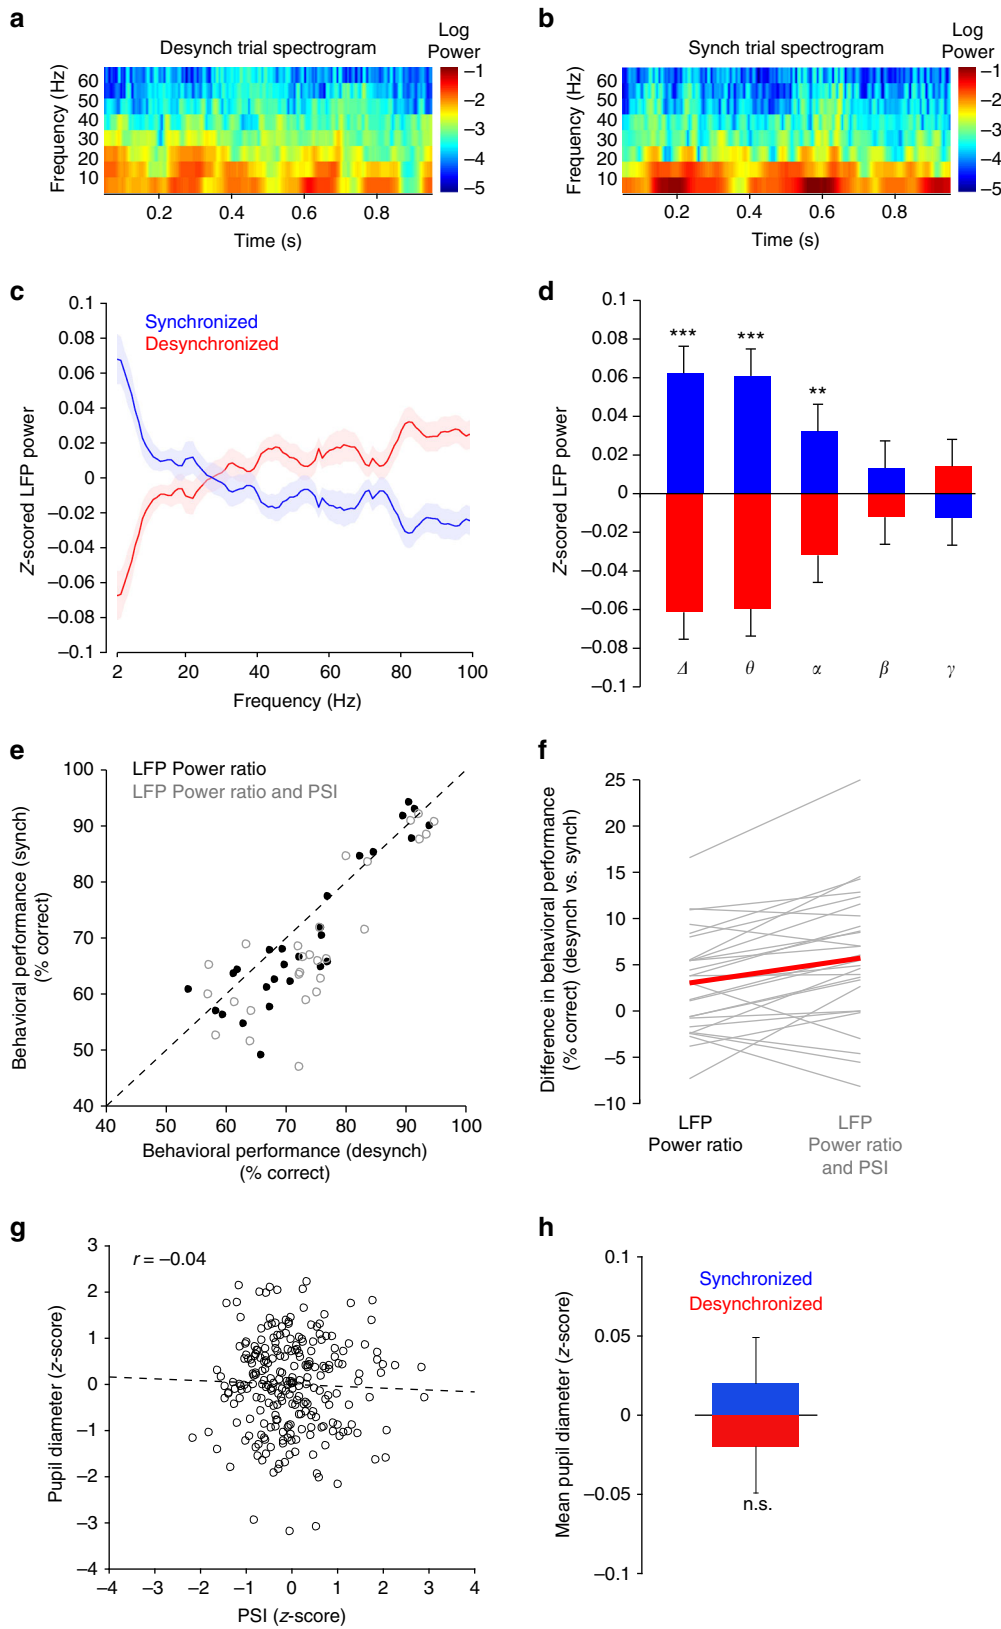 a
Desynch trial spectrogram
Log
Power
Frequency (Hz)
60
50
40
30
20
10
0.2
0.4
0.6
0.8
Time (s)
−1
−2
−3
−4
−5
b
Synch trial spectrogram
Log
Power
Frequency (Hz)
60
50
40
30
20
10
0.2
0.4
0.6
0.8
Time (s)
−1
−2
−3
−4
−5
c
Synchronized
Desynchronized
Z-scored LFP power
0.1
0.08
0.06
0.04
0.02
0
−0.02
−0.04
−0.06
−0.08
−0.1
2
20
40
60
80
100
Frequency (Hz)
d
Z-scored LFP power
0.1
0.08
0.06
0.04
0.02
0
−0.02
−0.04
−0.06
−0.08
−0.1
***
***
**
Δ
θ
α
β
γ
e
LFP Power ratio
LFP Power ratio and PSI
Behavioral performance (synch)
(% correct)
100
90
80
70
60
50
40
40
50
60
70
80
90
100
Behavioral performance (desynch)
(% correct)
f
Difference in behavioral performance
(% correct) (desynch vs. synch)
25
20
15
10
5
0
−5
−10
LFP
Power ratio
LFP
Power ratio
and PSI
g
r = −0.04
Pupil diameter (z-score)
3
2
1
0
−1
−2
−3
−4
−4
−3
−2
−1
0
1
2
3
4
PSI (z-score)
h
Synchronized
Desynchronized
Mean pupil diameter (z-score)
0.1
0.05
0
−0.05
−0.1
n.s.